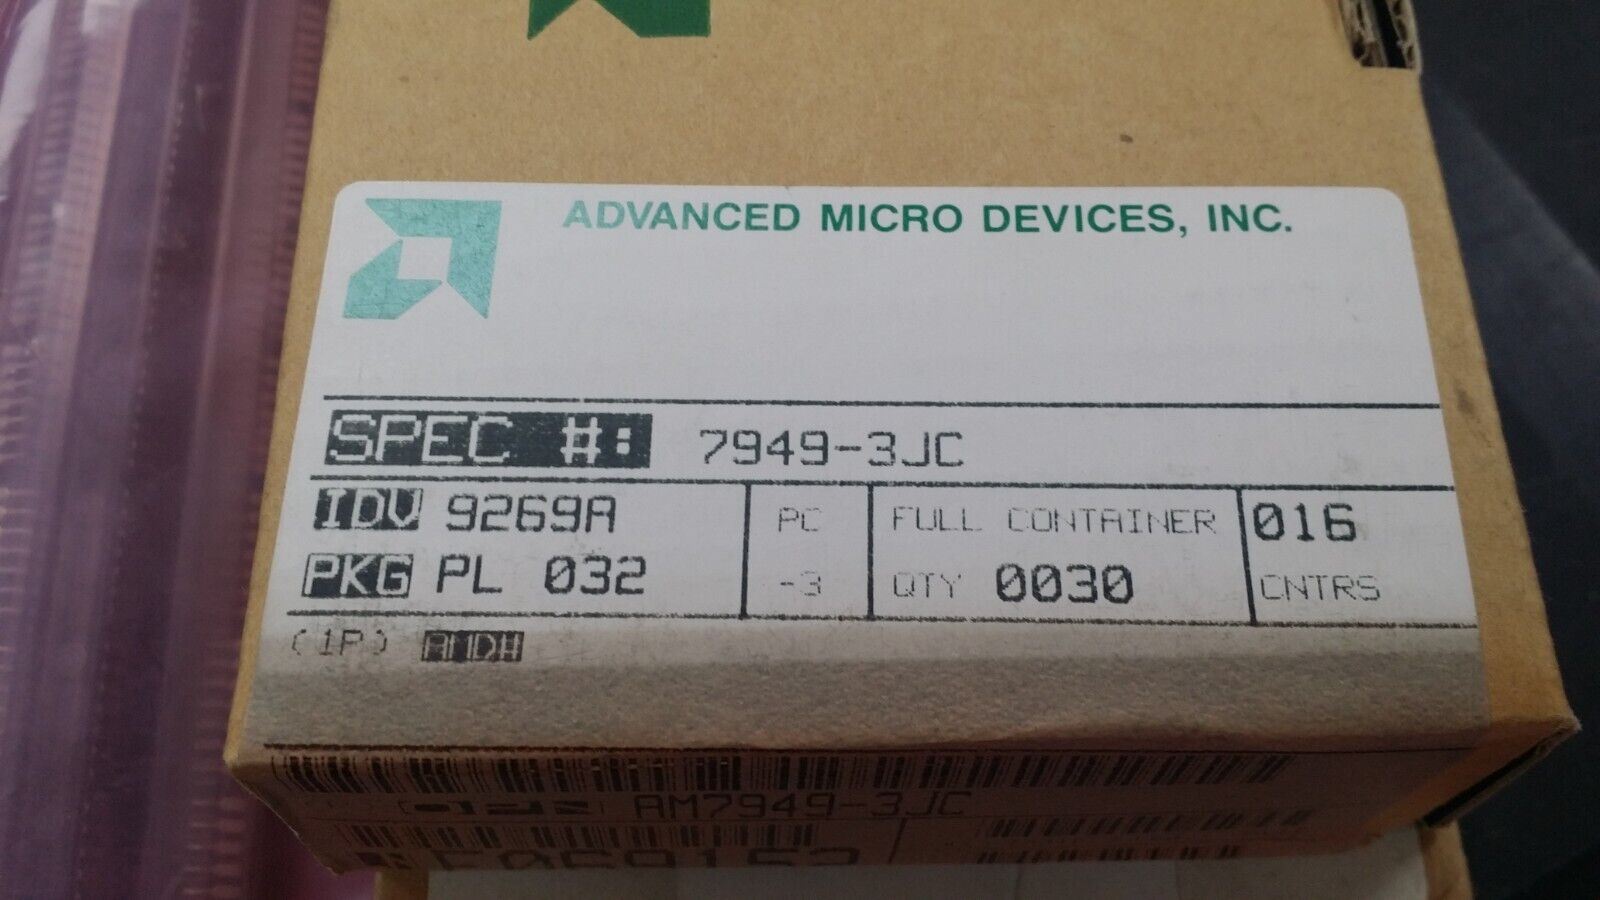 ADVANCED MICRO DEVICES, INC.
SPEC #: 7949-3JC
IDV 9269A
PKG PL 032
PC
-3
FULL CONTAINER
QTY 0030
016
CNTRS
(1P) AMD#
AM7949-3JC